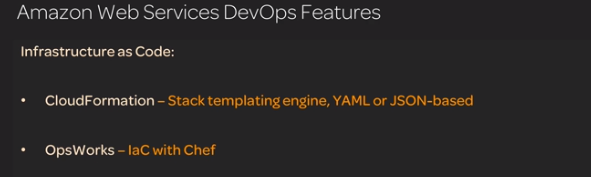 Amazon Web Services DevOps Features
Infrastructure as Code:
• CloudFormation – Stack templating engine, YAML or JSON-based
• OpsWorks – IaC with Chef